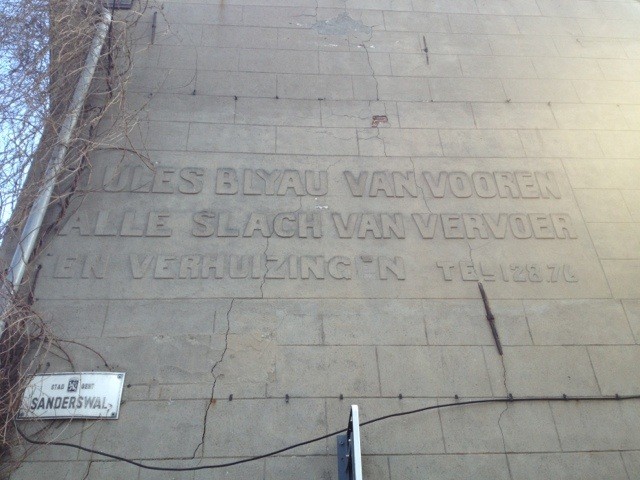 JULES BLYAU VAN VOOREN
ALLE SLACH VAN VERVOER
EN VERHUIZINGEN TEL 128.76
STAD GENT
SANDERSWAL